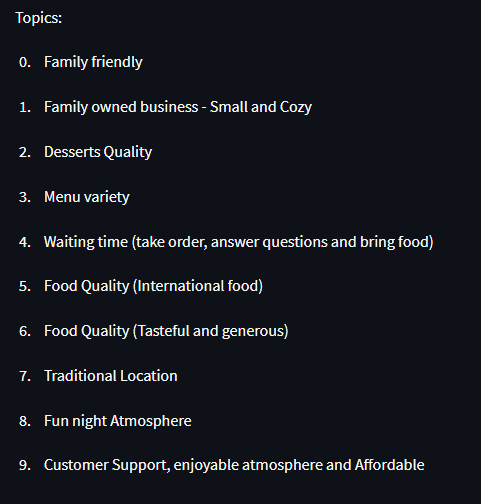 Topics:
0. Family friendly
1. Family owned business - Small and Cozy
2. Desserts Quality
3. Menu variety
4. Waiting time (take order, answer questions and bring food)
5. Food Quality (International food)
6. Food Quality (Tasteful and generous)
7. Traditional Location
8. Fun night Atmosphere
9. Customer Support, enjoyable atmosphere and Affordable